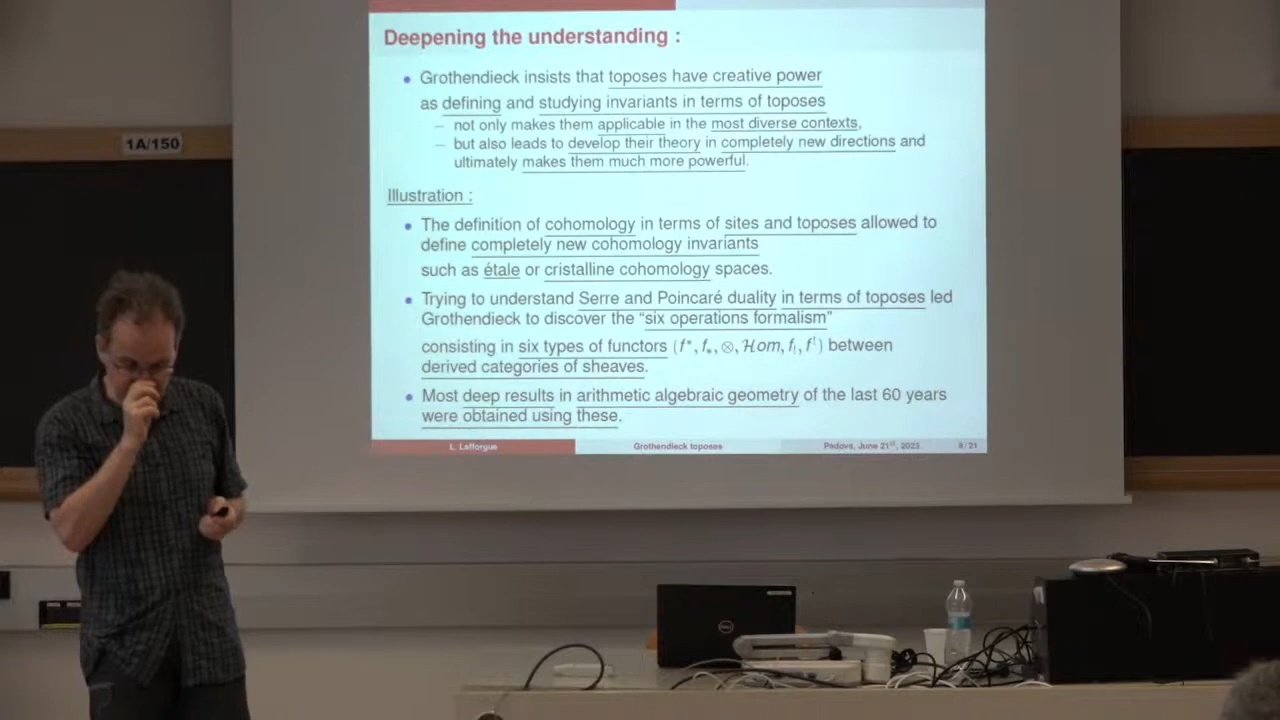 Deepening the understanding :
• Grothendieck insists that toposes have creative power
as defining and studying invariants in terms of toposes
– not only makes them applicable in the most diverse contexts,
– but also leads to develop their theory in completely new directions and
ultimately makes them much more powerful.
1A/150
Illustration :
• The definition of cohomology in terms of sites and toposes allowed to
define completely new cohomology invariants
such as étale or cristalline cohomology spaces.
• Trying to understand Serre and Poincaré duality in terms of toposes led
Grothendieck to discover the “six operations formalism”
consisting in six types of functors (f*, f∗, ⊗, Hom, f!, f!) between
derived categories of sheaves.
• Most deep results in arithmetic algebraic geometry of the last 60 years
were obtained using these.
L. Lafforgue Grothendieck toposes Padova, June 21st, 2023 8 / 21
DELL